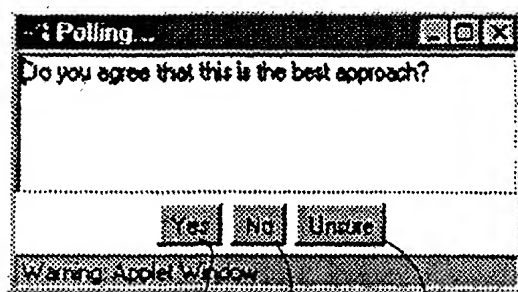 Polling...
Do you agree that this is the best approach?
Yes No Unsure
Warning: Applet Window